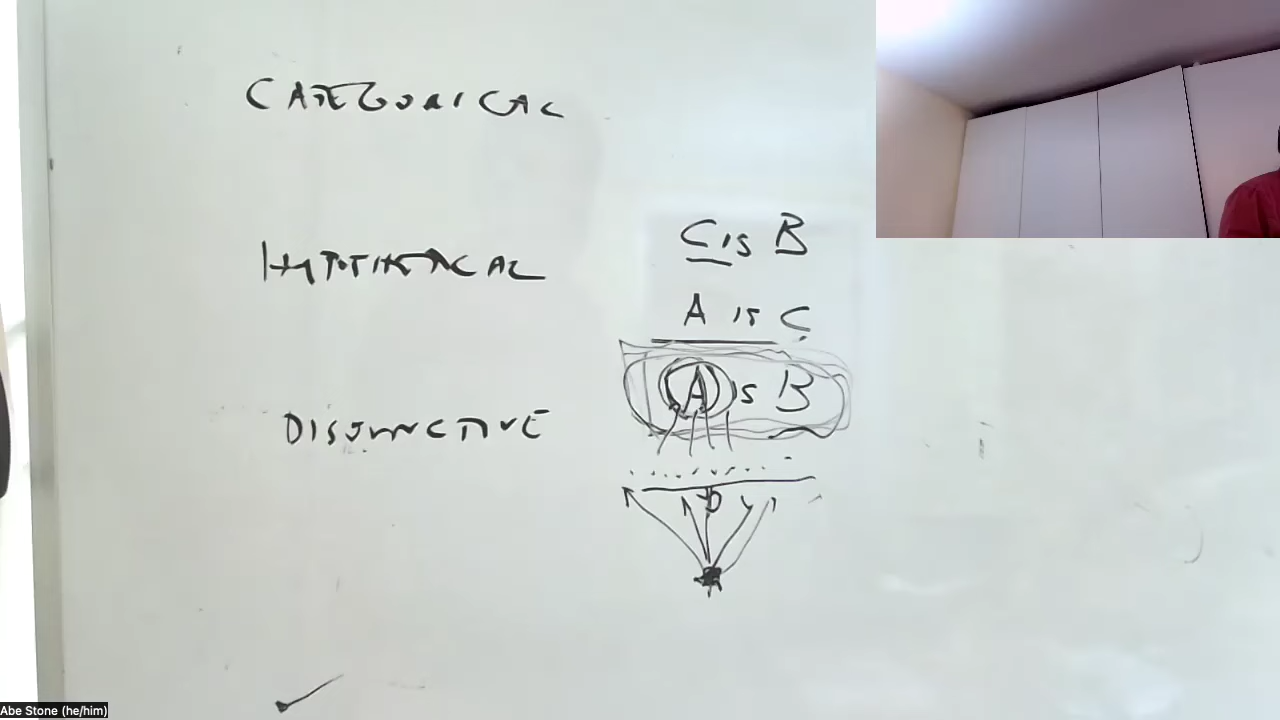 CATEGORICAL
C is B
HYPOTHETICAL
A is C
A is B
DISJUNCTIVE
Abe Stone (he/him)